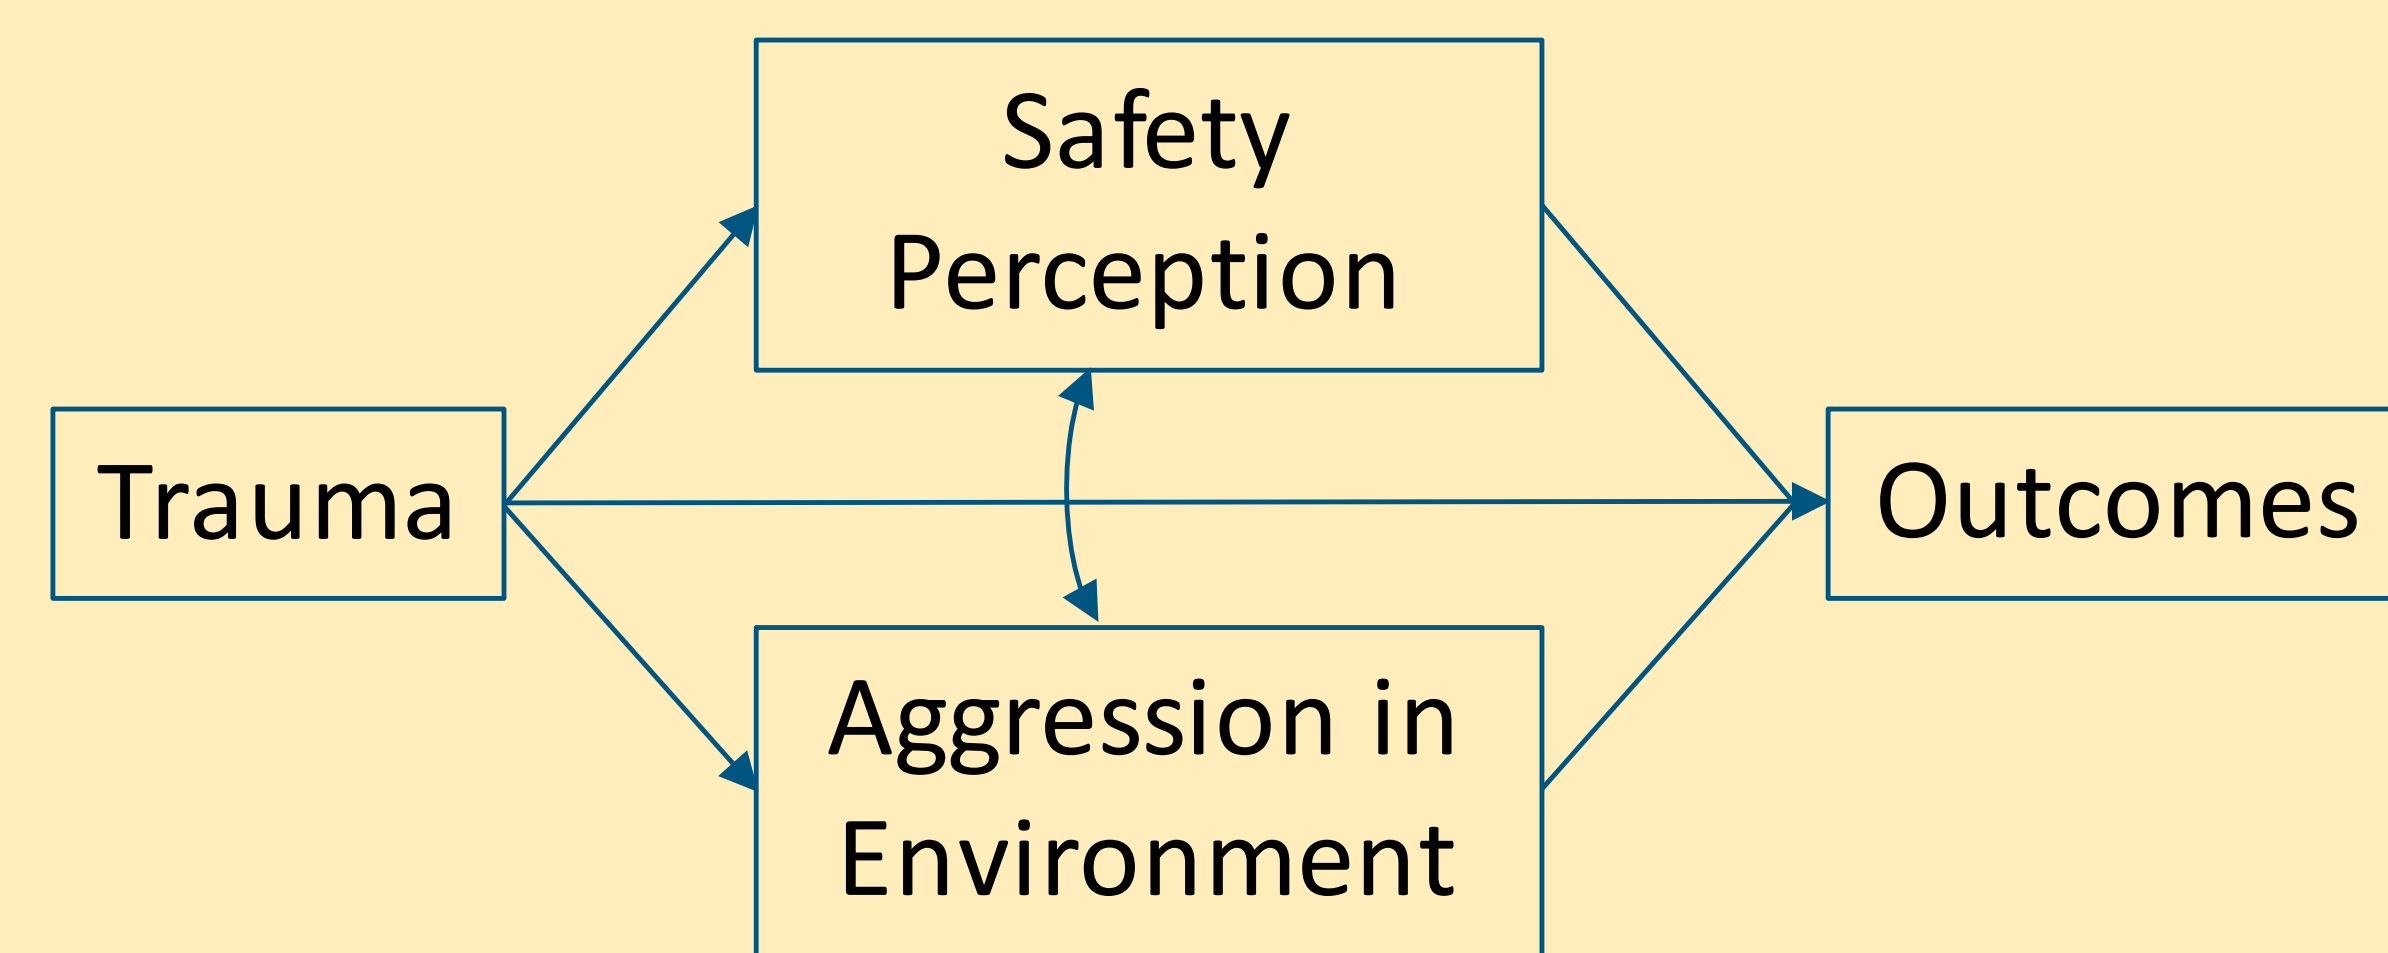 Safety
Perception
Trauma
Outcomes
Aggression in
Environment